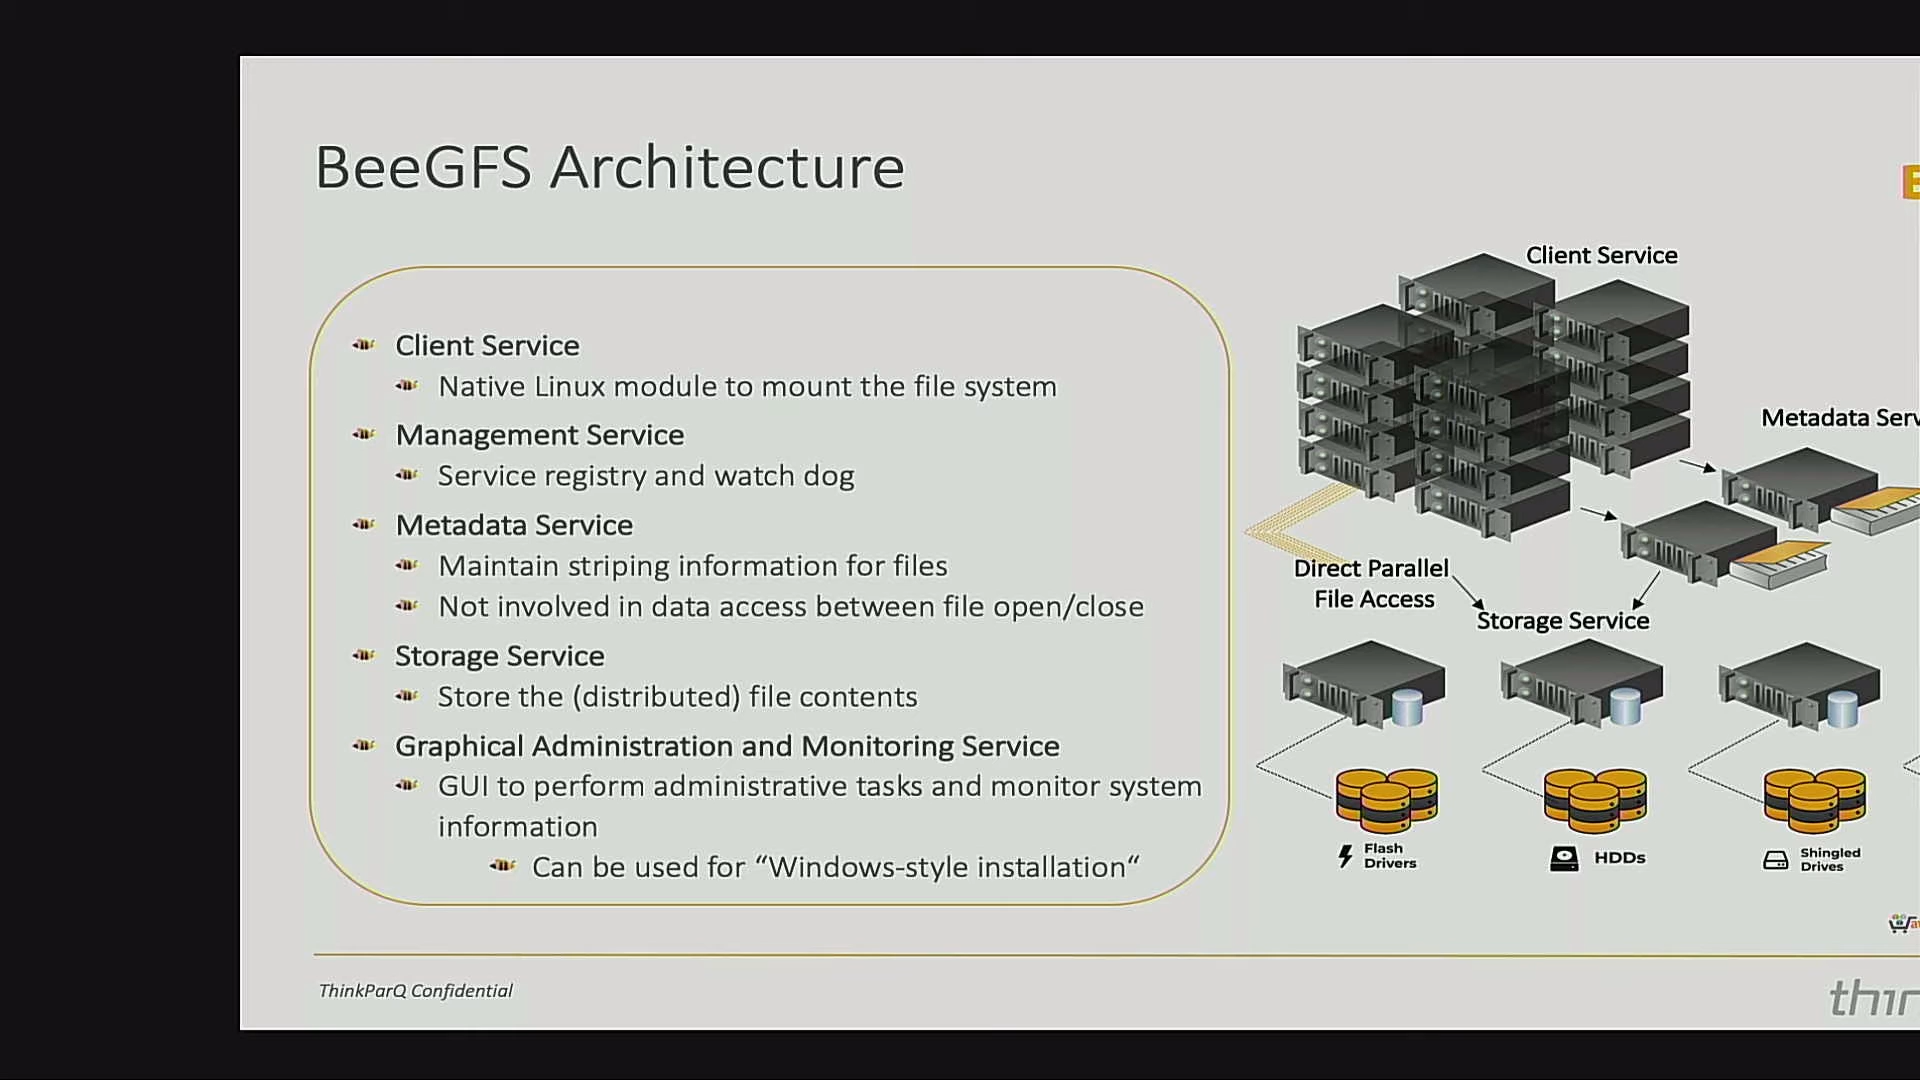 BeeGFS Architecture
Client Service
Native Linux module to mount the file system
Management Service
Service registry and watch dog
Metadata Service
Maintain striping information for files
Not involved in data access between file open/close
Storage Service
Store the (distributed) file contents
Graphical Administration and Monitoring Service
GUI to perform administrative tasks and monitor system
information
Can be used for “Windows-style installation“
Client Service
Metadata Serv
Direct Parallel
File Access
Storage Service
Flash
Drivers
HDDs
Shingled
Drives
ThinkParQ Confidential